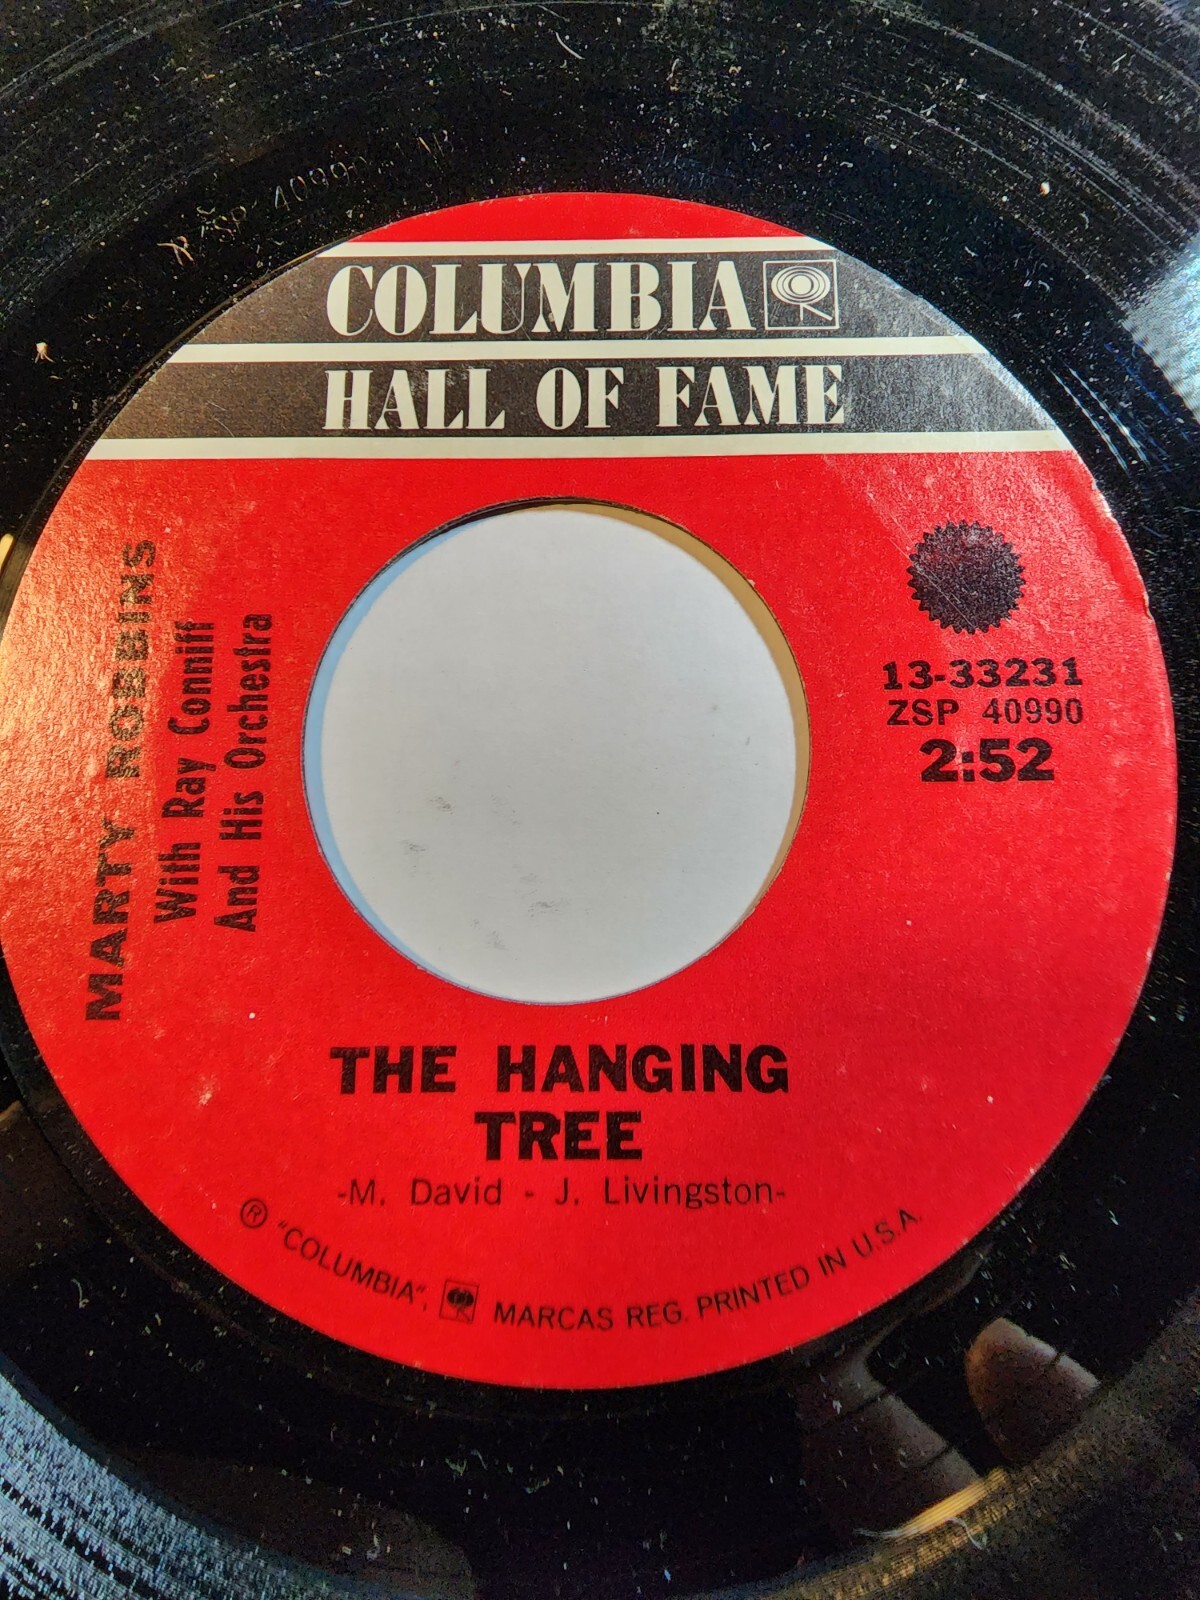 COLUMBIA
HALL OF FAME
MARTY ROBBINS
With Ray Conniff
And His Orchestra
13-33231
ZSP 40990
2:52
THE HANGING
TREE
-M. David - J. Livingston-
® "COLUMBIA", MARCAS REG. PRINTED IN U.S.A.